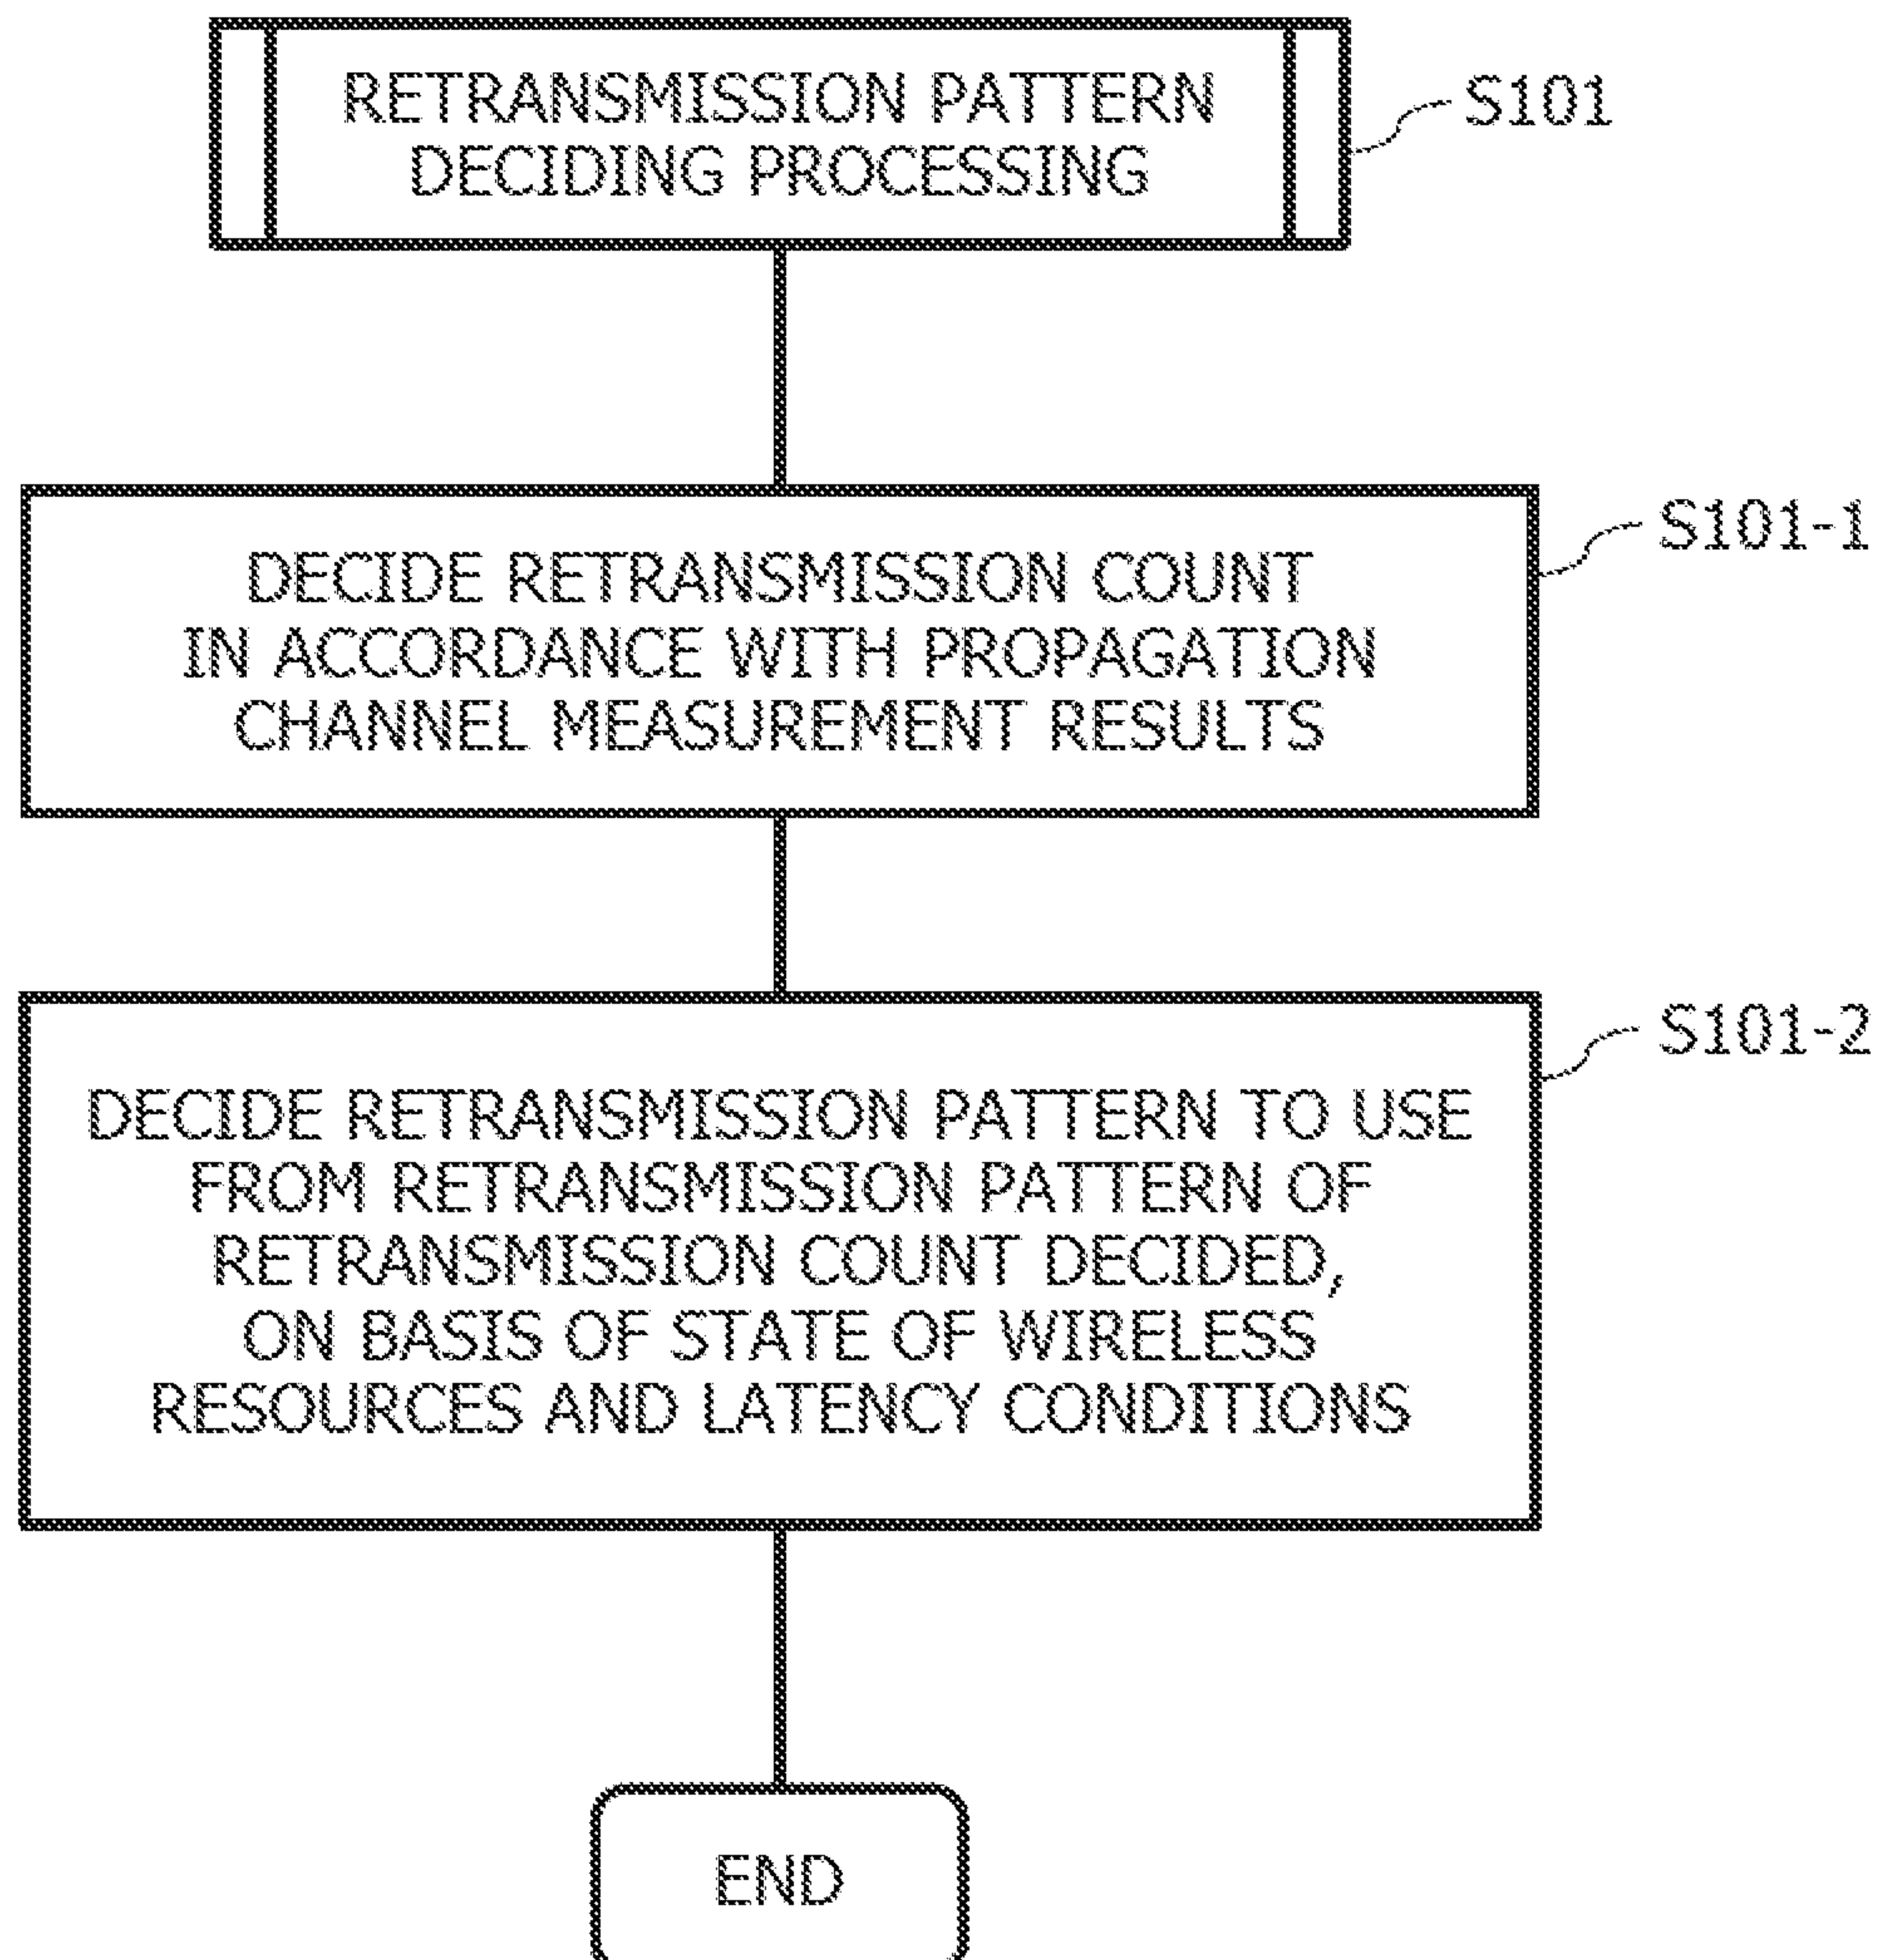 RETRANSMISSION PATTERN
DECIDING PROCESSING
S101
DECIDE RETRANSMISSION COUNT
IN ACCORDANCE WITH PROPAGATION
CHANNEL MEASUREMENT RESULTS
S101-1
DECIDE RETRANSMISSION PATTERN TO USE
FROM RETRANSMISSION PATTERN OF
RETRANSMISSION COUNT DECIDED,
ON BASIS OF STATE OF WIRELESS
RESOURCES AND LATENCY CONDITIONS
S101-2
END